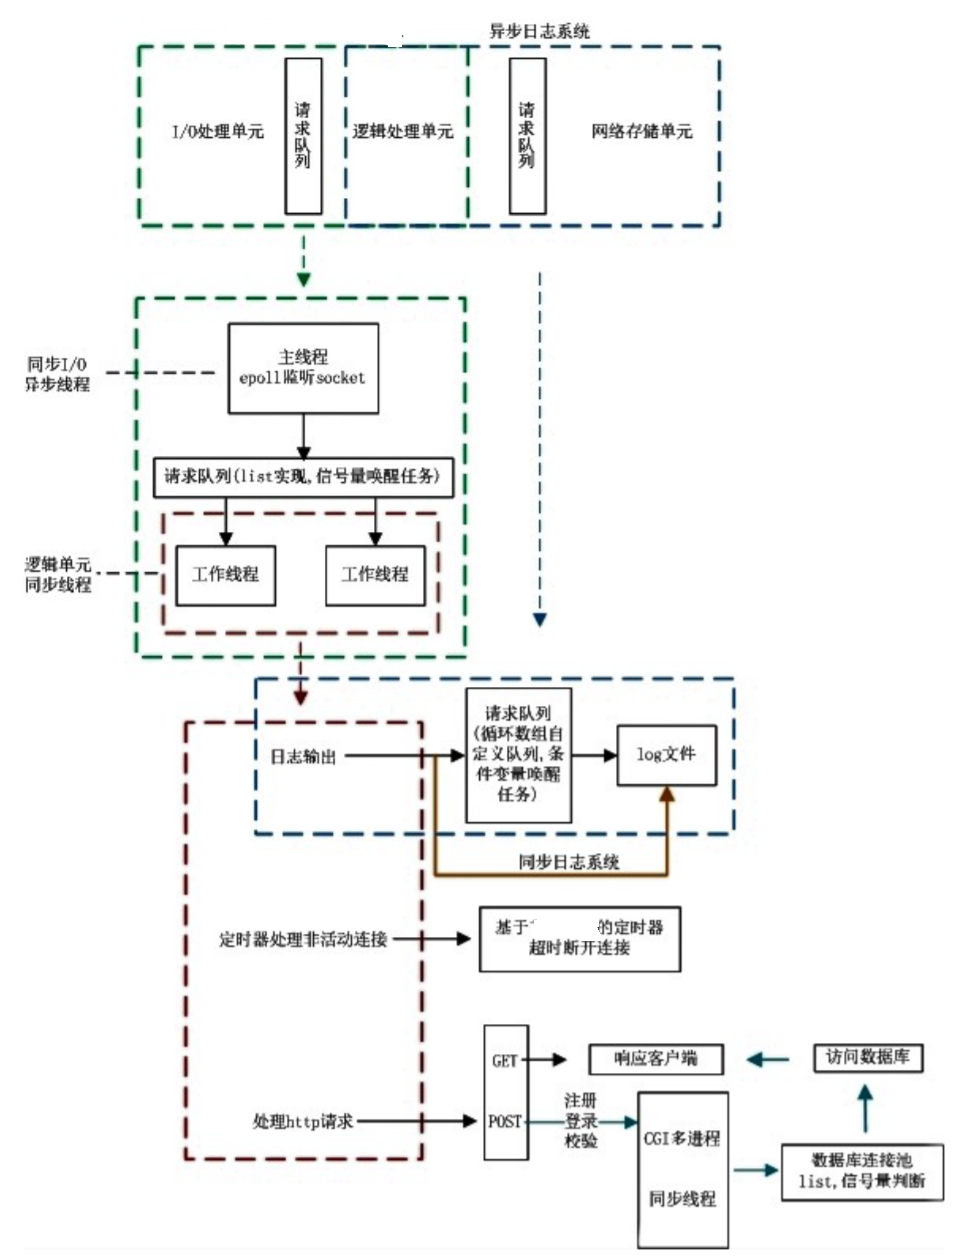 异步日志系统
I/O处理单元
请
求
队
列
逻辑处理单元
请
求
队
列
网络存储单元
同步I/O
异步线程
主线程
epoll监听socket
请求队列(list实现,信号量唤醒任务)
逻辑单元
同步线程
工作线程
工作线程
日志输出
请求队列
(循环数组自
定义队列,条
件变量唤醒
任务)
log文件
同步日志系统
定时器处理非活动连接
基于 的定时器
超时断开连接
处理http请求
GET
响应客户端
访问数据库
POST
注册
登录
校验
CGI多进程
同步线程
数据库连接池
list,信号量判断